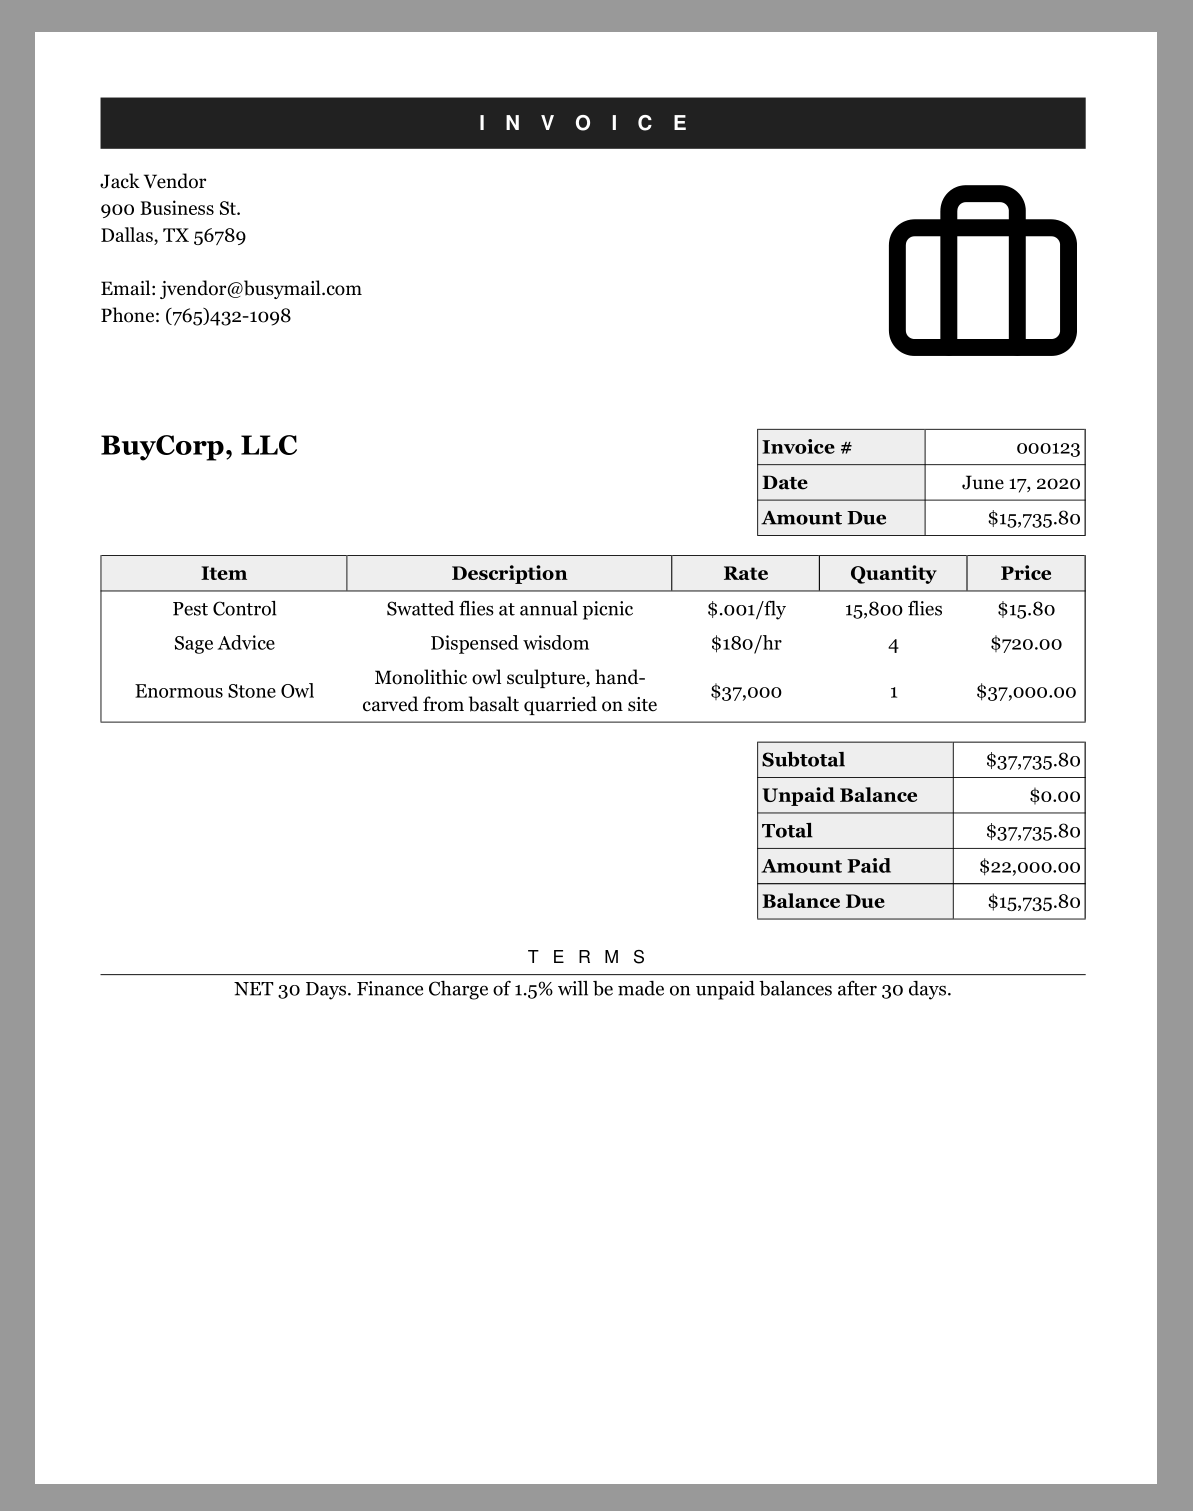 INVOICE
Jack Vendor
900 Business St.
Dallas, TX 56789
Email: jvendor@busymail.com
Phone: (765)432-1098
BuyCorp, LLC
Invoice # 000123
Date June 17, 2020
Amount Due $15,735.80
Item Description Rate Quantity Price
Pest Control Swatted flies at annual picnic $.001/fly 15,800 flies $15.80
Sage Advice Dispensed wisdom $180/hr 4 $720.00
Enormous Stone Owl Monolithic owl sculpture, hand-
carved from basalt quarried on site $37,000 1 $37,000.00
Subtotal $37,735.80
Unpaid Balance $0.00
Total $37,735.80
Amount Paid $22,000.00
Balance Due $15,735.80
TERMS
NET 30 Days. Finance Charge of 1.5% will be made on unpaid balances after 30 days.